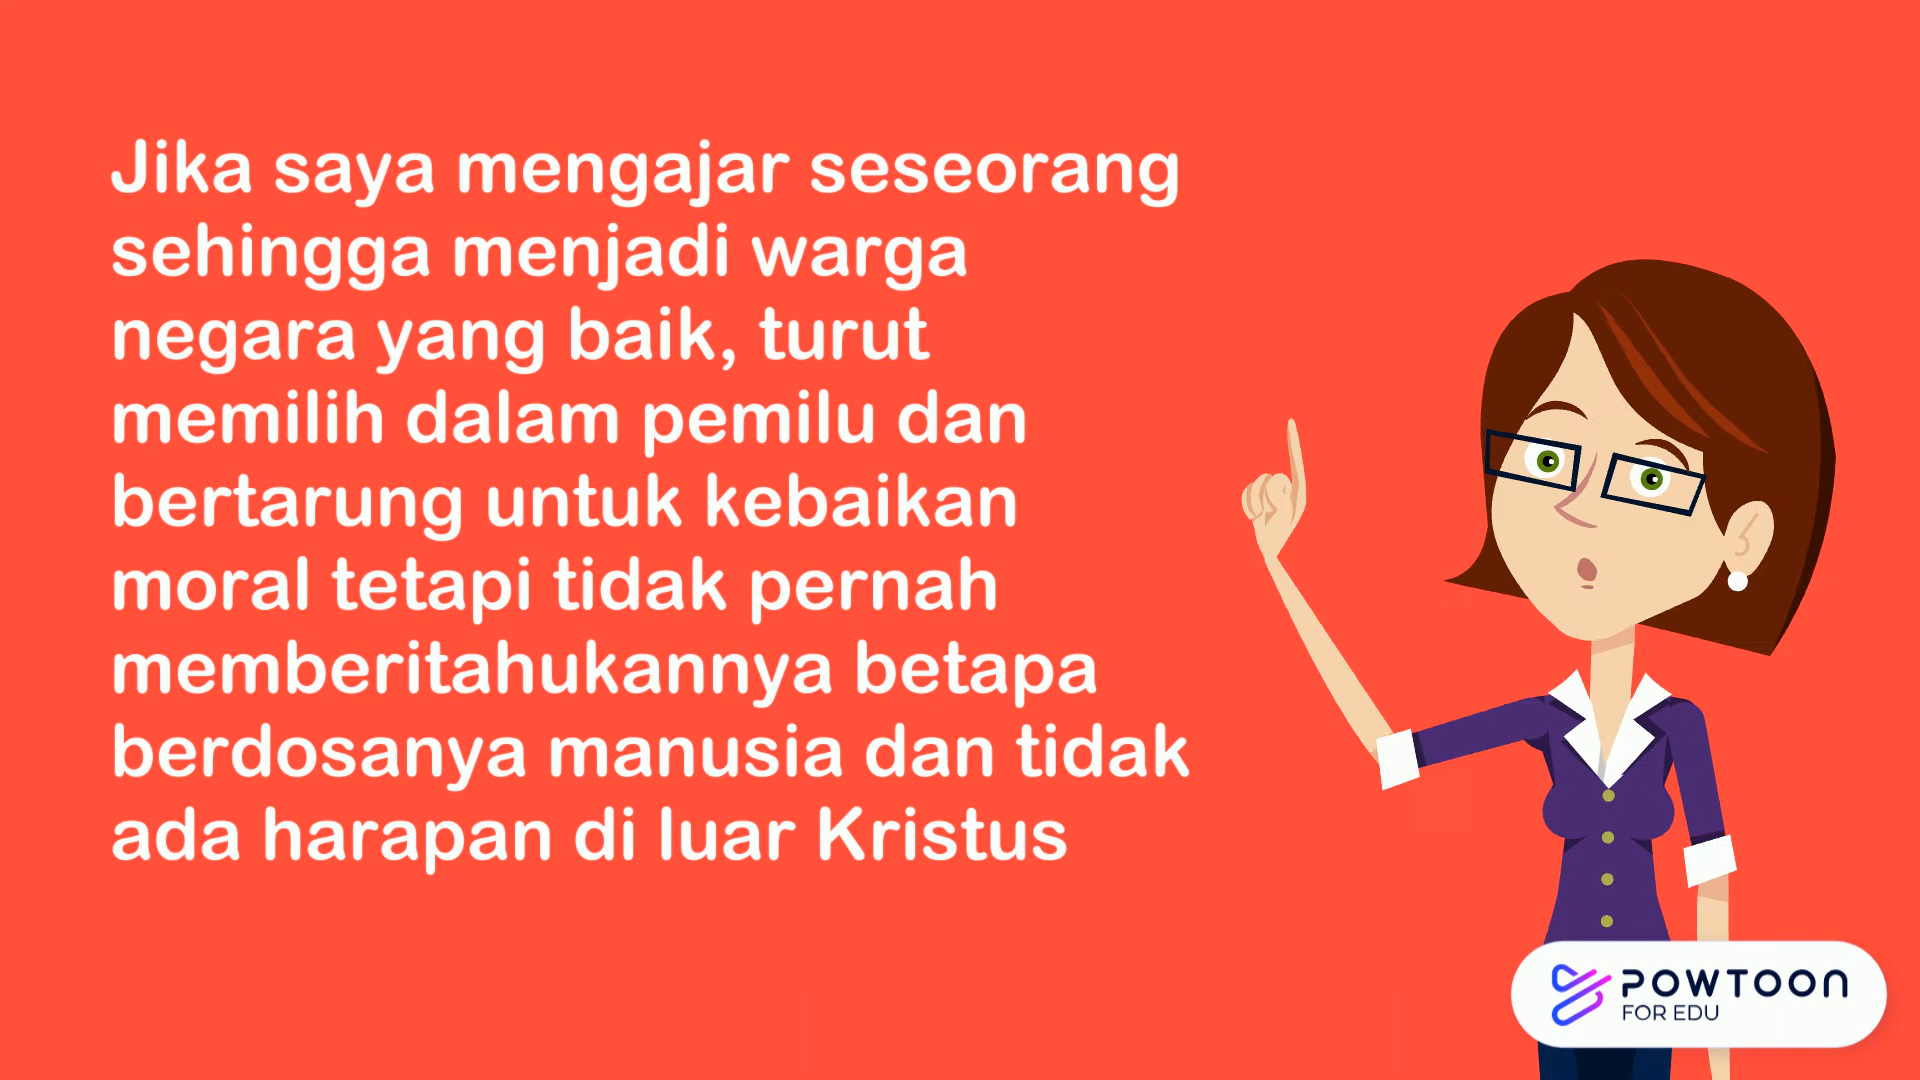 Jika saya mengajar seseorang
sehingga menjadi warga
negara yang baik, turut
memilih dalam pemilu dan
bertarung untuk kebaikan
moral tetapi tidak pernah
memberitahukannya betapa
berdosanya manusia dan tidak
ada harapan di luar Kristus
POWTOON
FOR EDU